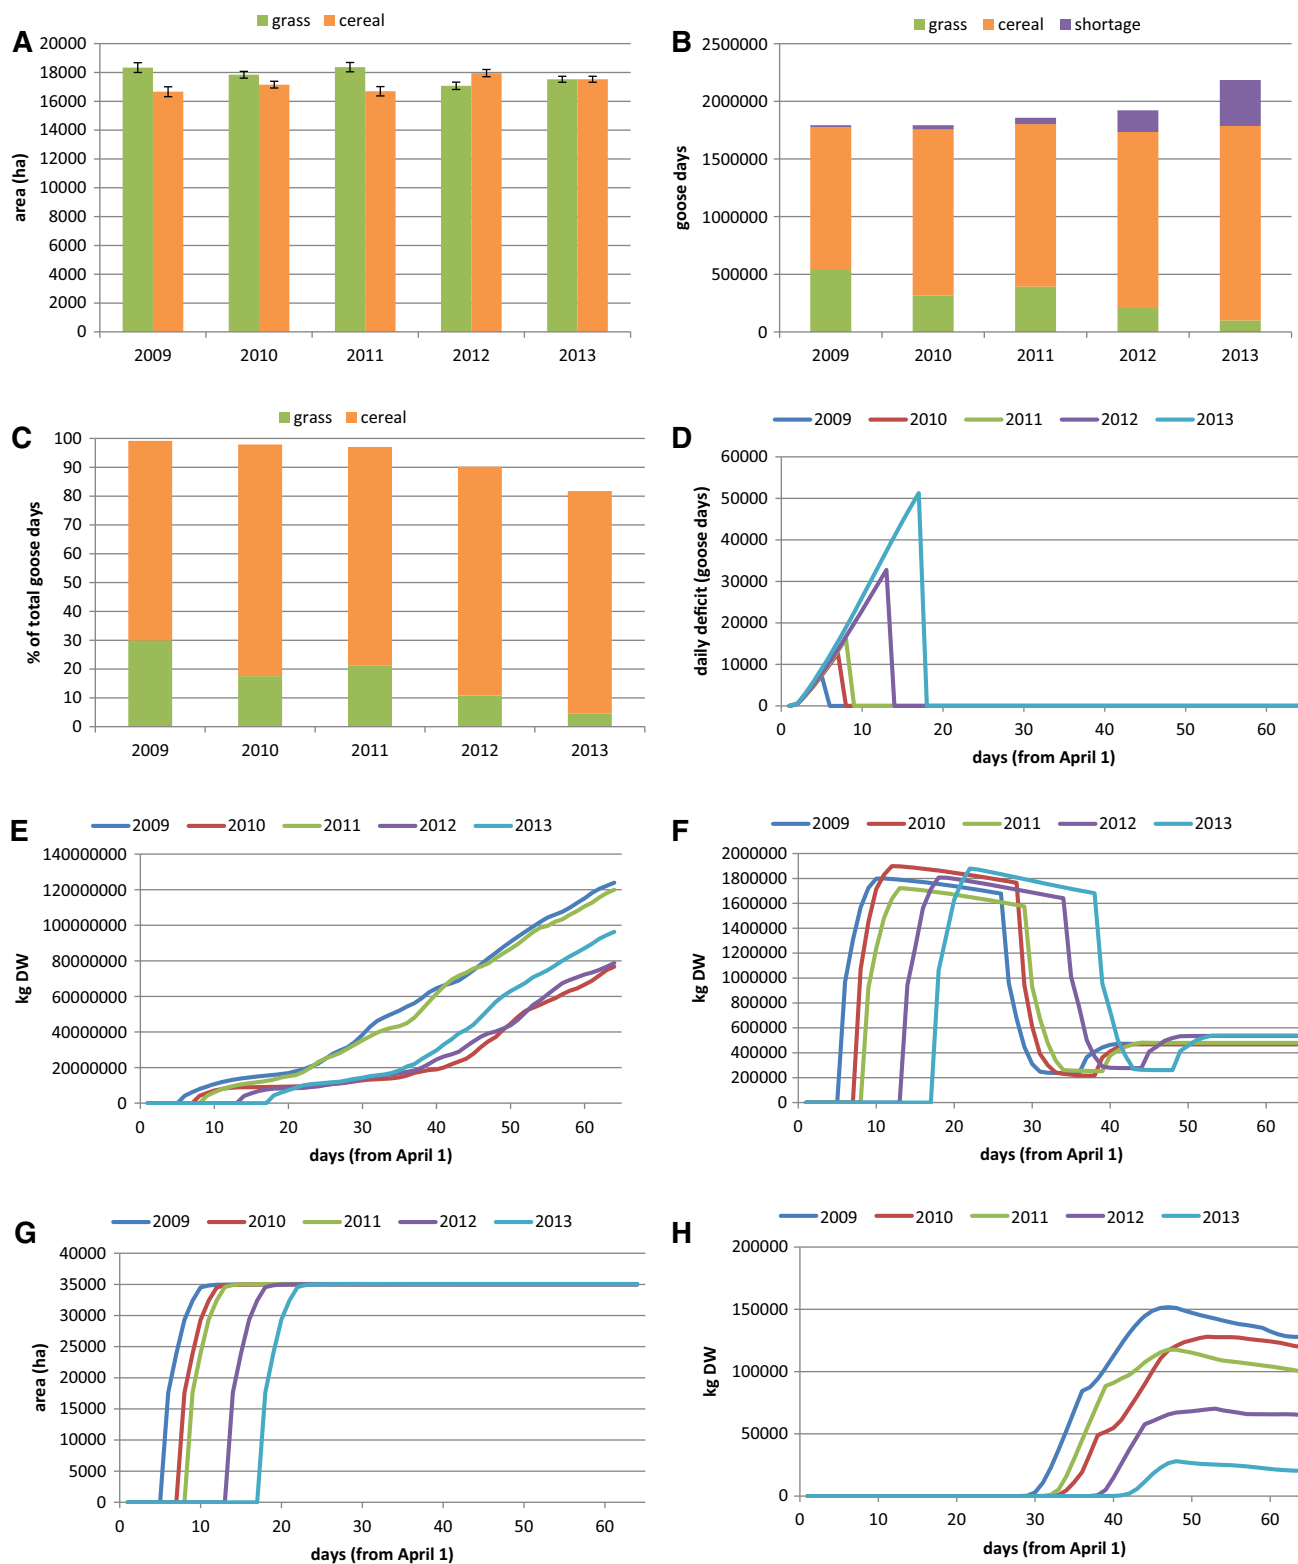 A
grass cereal
area (ha)
20000
18000
16000
14000
12000
10000
8000
6000
4000
2000
0
2009 2010 2011 2012 2013
B
grass cereal shortage
goose days
2500000
2000000
1500000
1000000
500000
0
2009 2010 2011 2012 2013
C
grass cereal
% of total goose days
100
90
80
70
60
50
40
30
20
10
0
2009 2010 2011 2012 2013
D
2009 2010 2011 2012 2013
daily deficit (goose days)
60000
50000
40000
30000
20000
10000
0
0 10 20 30 40 50 60
days (from April 1)
E
2009 2010 2011 2012 2013
kg DW
140000000
120000000
100000000
80000000
60000000
40000000
20000000
0
0 10 20 30 40 50 60
days (from April 1)
F
2009 2010 2011 2012 2013
kg DW
2000000
1800000
1600000
1400000
1200000
1000000
800000
600000
400000
200000
0
0 10 20 30 40 50 60
days (from April 1)
G
2009 2010 2011 2012 2013
area (ha)
40000
35000
30000
25000
20000
15000
10000
5000
0
0 10 20 30 40 50 60
days (from April 1)
H
2009 2010 2011 2012 2013
kg DW
200000
150000
100000
50000
0
0 10 20 30 40 50 60
days (from April 1)